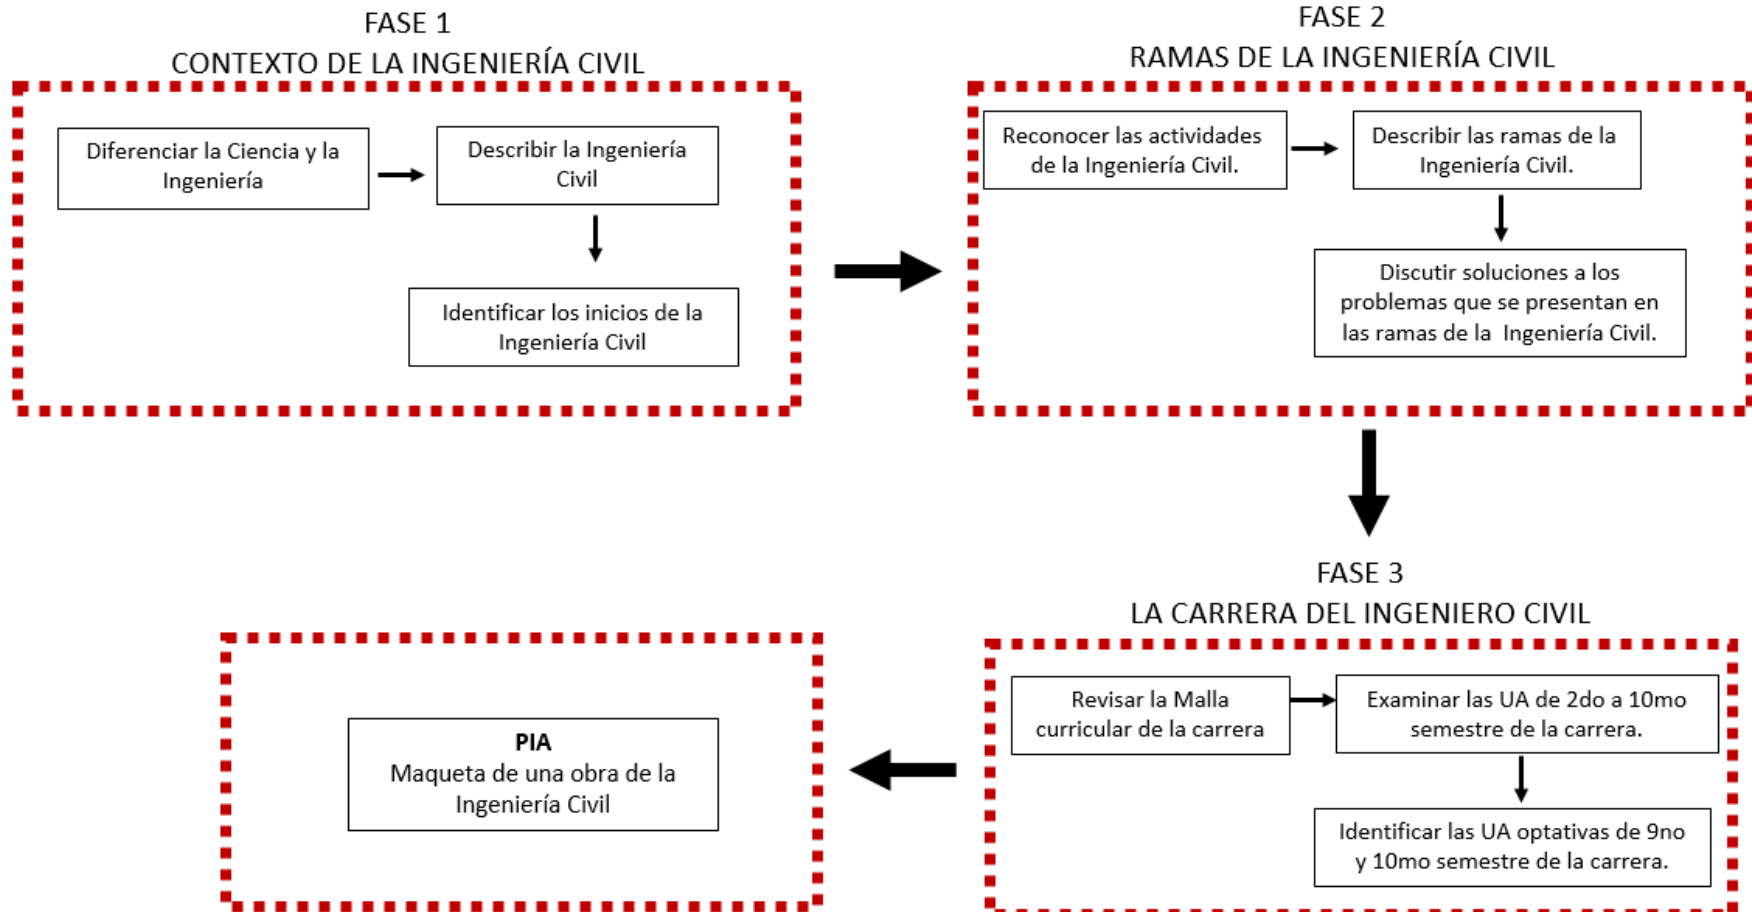 FASE 1
CONTEXTO DE LA INGENIERÍA CIVIL
Diferenciar la Ciencia y la
Ingeniería
Describir la Ingeniería
Civil
Identificar los inicios de la
Ingeniería Civil
FASE 2
RAMAS DE LA INGENIERÍA CIVIL
Reconocer las actividades
de la Ingeniería Civil.
Describir las ramas de la
Ingeniería Civil.
Discutir soluciones a los
problemas que se presentan en
las ramas de la Ingeniería Civil.
FASE 3
LA CARRERA DEL INGENIERO CIVIL
Revisar la Malla
curricular de la carrera
Examinar las UA de 2do a 10mo
semestre de la carrera.
Identificar las UA optativas de 9no
y 10mo semestre de la carrera.
PIA
Maqueta de una obra de la
Ingeniería Civil